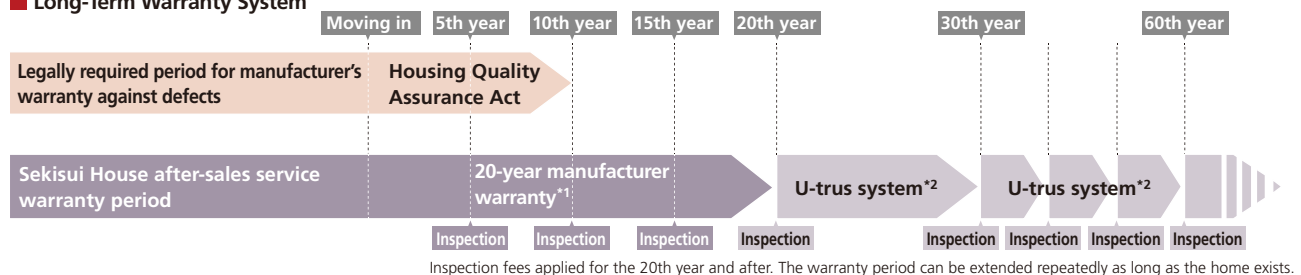 Long-Term Warranty System
Moving in 5th year 10th year 15th year 20th year 30th year 60th year
Legally required period for manufacturer's
warranty against defects
Housing Quality
Assurance Act
Sekisui House after-sales service
warranty period
20-year manufacturer
warranty*1
U-trus system*2
U-trus system*2
Inspection Inspection Inspection Inspection Inspection Inspection Inspection Inspection
Inspection fees applied for the 20th year and after. The warranty period can be extended repeatedly as long as the home exists.